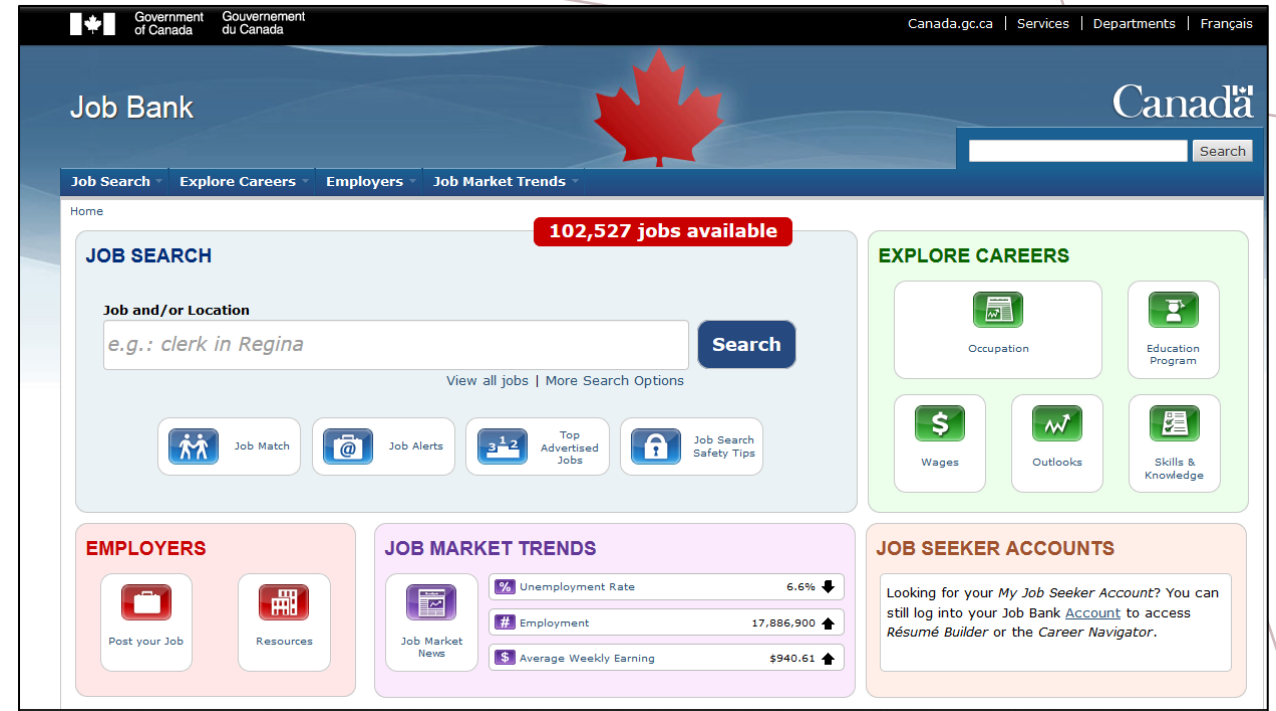 Government of Canada
Gouvernement du Canada
Canada.gc.ca | Services | Departments | Français
Job Bank
Canada
Search
Job Search
Explore Careers
Employers
Job Market Trends
Home
102,527 jobs available
JOB SEARCH
Job and/or Location
e.g.: clerk in Regina
Search
View all jobs | More Search Options
Job Match
@
Job Alerts
3 1 2
Top
Advertised
Jobs
Job Search
Safety Tips
EXPLORE CAREERS
Occupation
Education
Program
$
Wages
Outlooks
Skills &
Knowledge
EMPLOYERS
Post your Job
Resources
JOB MARKET TRENDS
Job Market
News
% Unemployment Rate 6.6%
# Employment 17,886,900
$ Average Weekly Earning $940.61
JOB SEEKER ACCOUNTS
Looking for your My Job Seeker Account? You can
still log into your Job Bank Account to access
Résumé Builder or the Career Navigator.